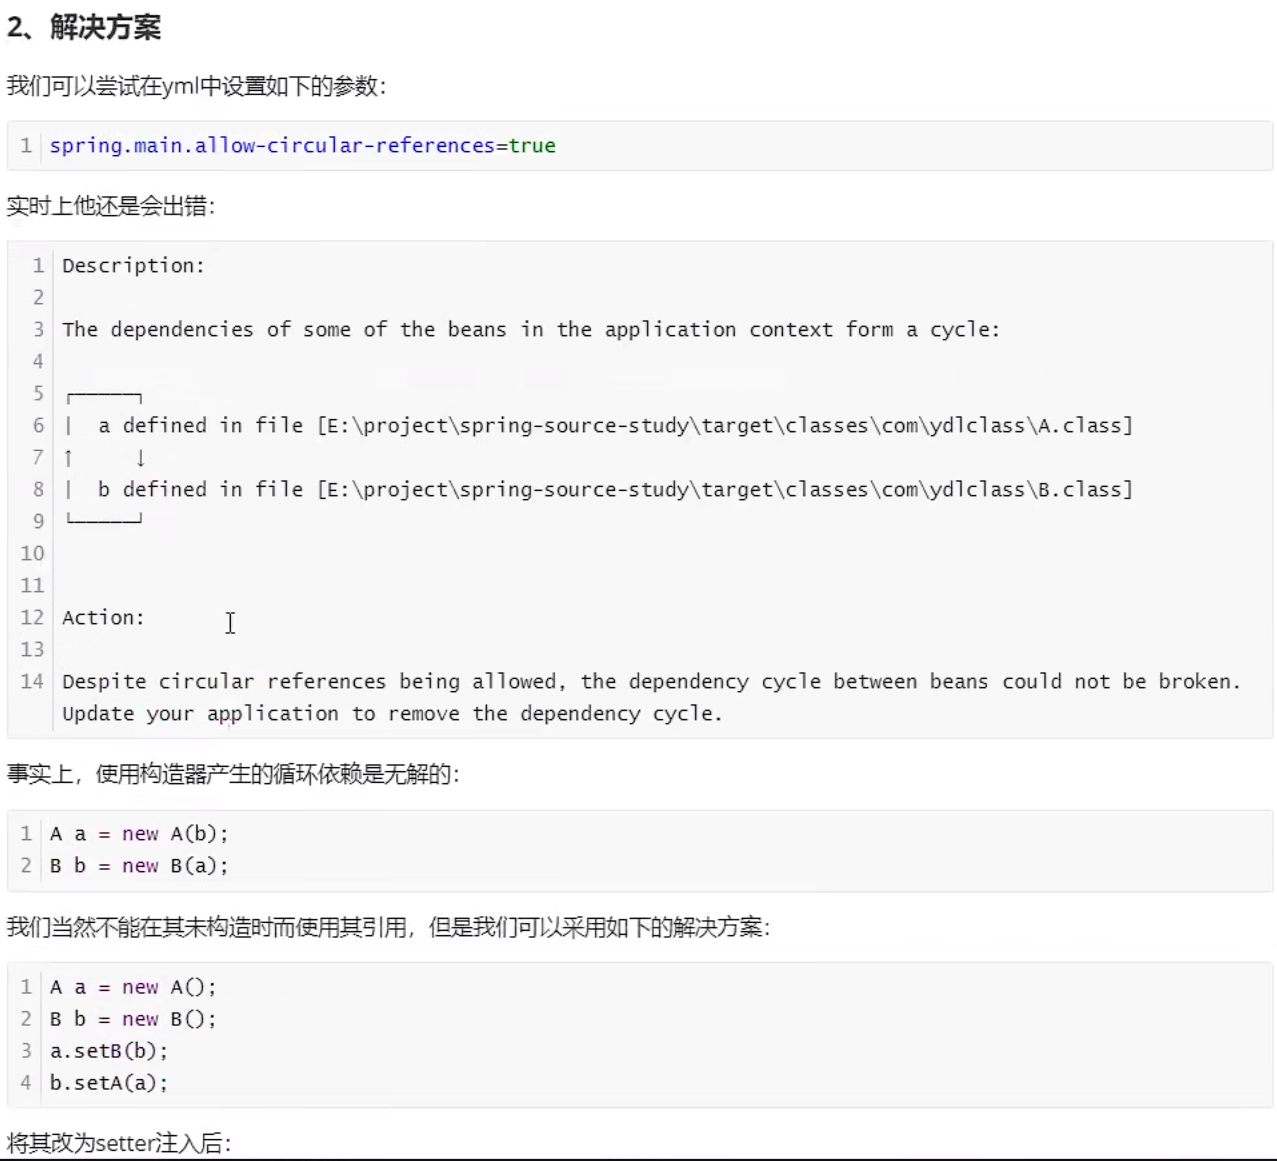 2、解决方案
我们可以尝试在yml中设置如下的参数：
1 spring.main.allow-circular-references=true
实时上他还是会出错：
1 Description:
2
3 The dependencies of some of the beans in the application context form a cycle:
4
5 ┌─────┐
6 |  a defined in file [E:\project\spring-source-study\target\classes\com\ydlclass\A.class]
7 ↑     ↓
8 |  b defined in file [E:\project\spring-source-study\target\classes\com\ydlclass\B.class]
9 └─────┘
10
11
12 Action:
13
14 Despite circular references being allowed, the dependency cycle between beans could not be broken.
Update your application to remove the dependency cycle.
事实上，使用构造器产生的循环依赖是无解的：
1 A a = new A(b);
2 B b = new B(a);
我们当然不能在其未构造时而使用其引用，但是我们可以采用如下的解决方案：
1 A a = new A();
2 B b = new B();
3 a.setB(b);
4 b.setA(a);
将其改为setter注入后：